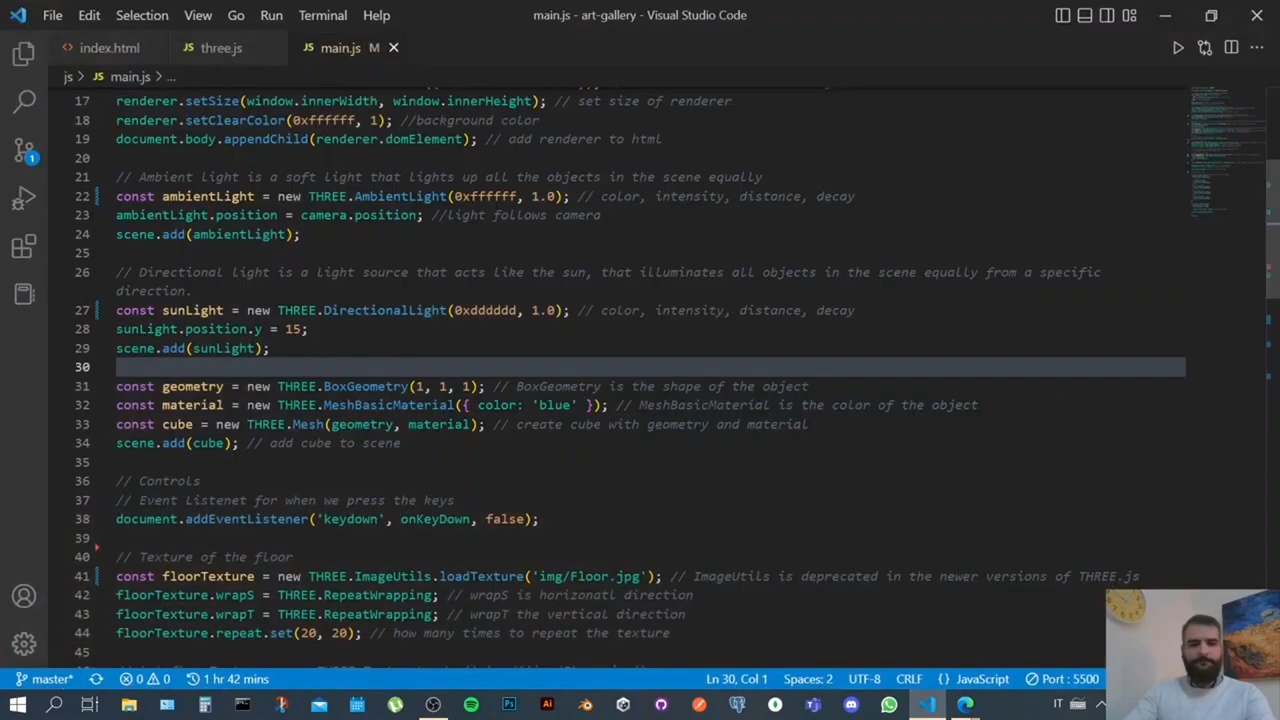 File Edit Selection View Go Run Terminal Help
main.js - art-gallery - Visual Studio Code
index.html
JS three.js
JS main.js M
js > JS main.js > ...
17 renderer.setSize(window.innerWidth, window.innerHeight); // set size of renderer
18 renderer.setClearColor(0xffffff, 1); //background color
19 document.body.appendChild(renderer.domElement); // add renderer to html
20
21 // Ambient light is a soft light that lights up all the objects in the scene equally
22 const ambientLight = new THREE.AmbientLight(0xffffff, 1.0); // color, intensity, distance, decay
23 ambientLight.position = camera.position; //light follows camera
24 scene.add(ambientLight);
25
26 // Directional light is a light source that acts like the sun, that illuminates all objects in the scene equally from a specific
direction.
27 const sunLight = new THREE.DirectionalLight(0xdddddd, 1.0); // color, intensity, distance, decay
28 sunLight.position.y = 15;
29 scene.add(sunLight);
30
31 const geometry = new THREE.BoxGeometry(1, 1, 1); // BoxGeometry is the shape of the object
32 const material = new THREE.MeshBasicMaterial({ color: 'blue' }); // MeshBasicMaterial is the color of the object
33 const cube = new THREE.Mesh(geometry, material); // create cube with geometry and material
34 scene.add(cube); // add cube to scene
35
36 // Controls
37 // Event Listenet for when we press the keys
38 document.addEventListener('keydown', onKeyDown, false);
39
40 // Texture of the floor
41 const floorTexture = new THREE.ImageUtils.loadTexture('img/Floor.jpg'); // ImageUtils is deprecated in the newer versions of THREE.js
42 floorTexture.wrapS = THREE.RepeatWrapping; // wrapS is horizonatl direction
43 floorTexture.wrapT = THREE.RepeatWrapping; // wrapT the vertical direction
44 floorTexture.repeat.set(20, 20); // how many times to repeat the texture
45
1
master* 0 0 1 hr 42 mins Ln 30, Col 1 Spaces: 2 UTF-8 CRLF {} JavaScript Port : 5500
Ps Ai IT